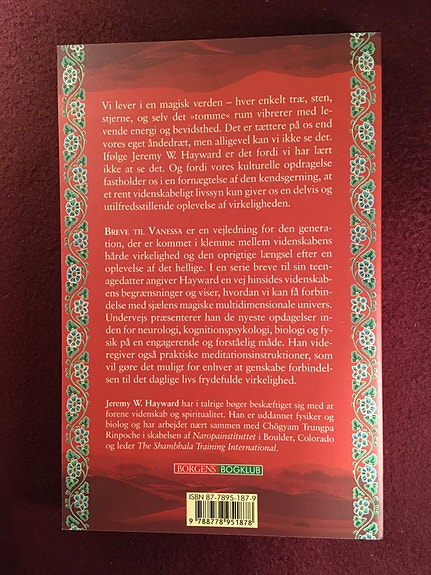 Vi lever i en magisk verden – hver enkelt træ, sten,
stjerne, og selv det »tomme« rum vibrerer med le-
vende energi og bevidsthed. Det er tættere på os end
vores eget åndedræt, men alligevel kan vi ikke se det.
Ifølge Jeremy W. Hayward er det fordi vi har lært
ikke at se det. Og fordi vores kulturelle opdragelse
fastholder os i en fornægtelse af den kendsgerning, at
et rent videnskabeligt livssyn kun giver os en delvis og
utilfredsstillende oplevelse af virkeligheden.
BREVE TIL VANESSA er en vejledning for den genera-
tion, der er kommet i klemme mellem videnskabens
hårde virkelighed og den oprigtige længsel efter en
oplevelse af det hellige. I en serie breve til sin teen-
agedatter angiver Hayward en vej hinsides videnskab-
ens begrænsninger og viser, hvordan vi kan få forbin-
delse med sjælens magiske multidimensionale univers.
Undervejs præsenterer han de nyeste opdagelser in-
den for neurologi, kognitionspsykologi, biologi og fy-
sik på en engagerende og forståelig måde. Han vide-
regiver også praktiske meditationsinstruktioner, som
vil gøre det muligt for enhver at genskabe forbindel-
sen til det daglige livs frydefulde virkelighed.
Jeremy W. Hayward har i talrige bøger beskæftiget sig med at
forene videnskab og spiritualitet. Han er uddannet fysiker og
biolog og har arbejdet nært sammen med Chögyam Trungpa
Rinpoche i skabelsen af Naropainstituttet i Boulder, Colorado
og leder The Shambhala Training International.
BORGENS BOGKLUB
ISBN 87-7895-187-9
9 788778 951878